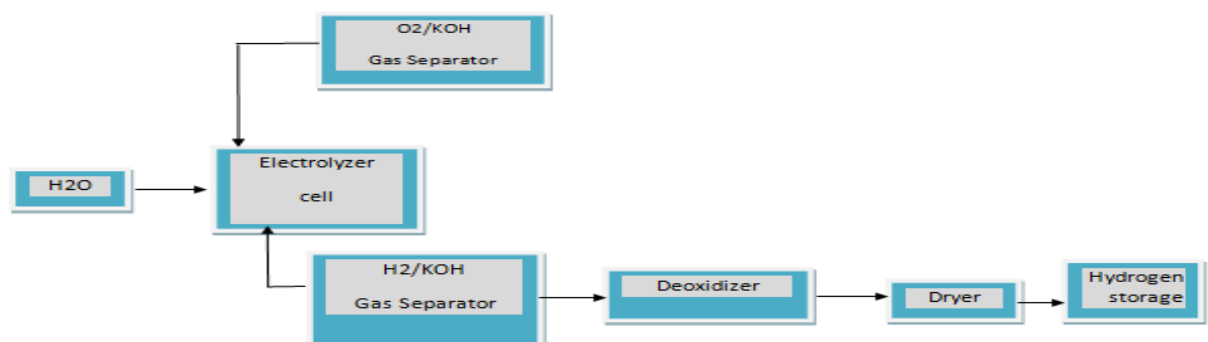 O2/KOH
Gas Separator
Electrolyzer
cell
H2O
H2/KOH
Gas Separator
Deoxidizer
Dryer
Hydrogen
storage